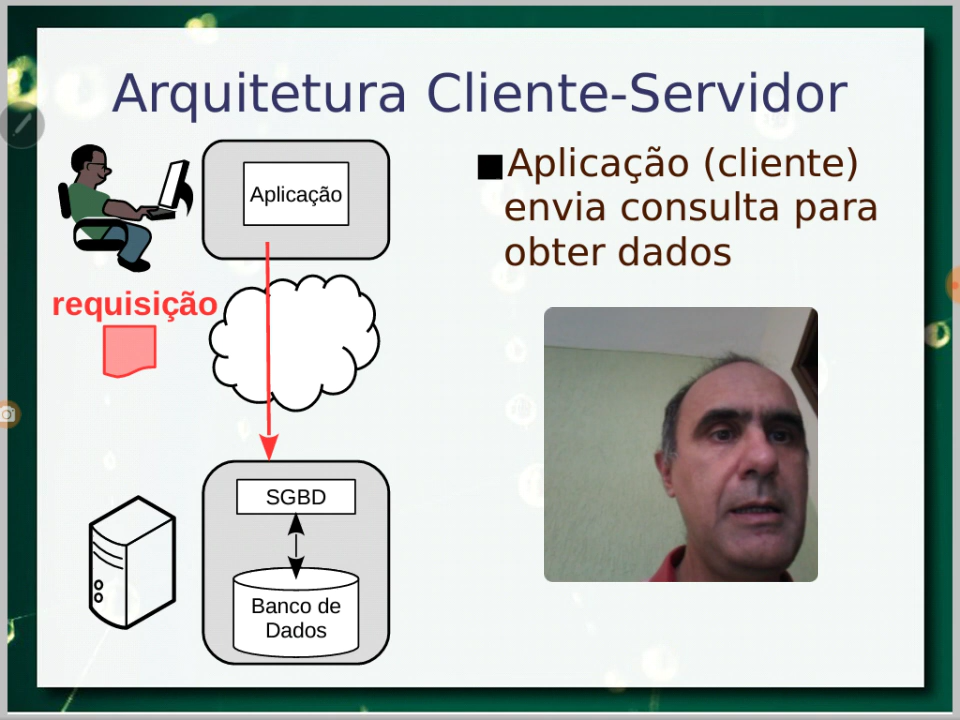 Arquitetura Cliente-Servidor
Aplicação
requisição
SGBD
Banco de
Dados
Aplicação (cliente)
envia consulta para
obter dados